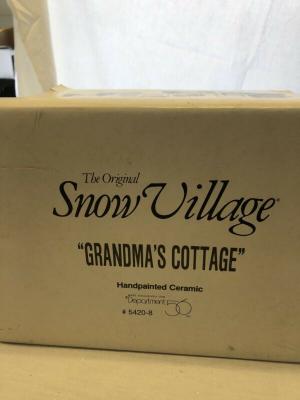 The Original
Snow Village®
"GRANDMA'S COTTAGE"
Handpainted Ceramic
Department 56
# 5420-8